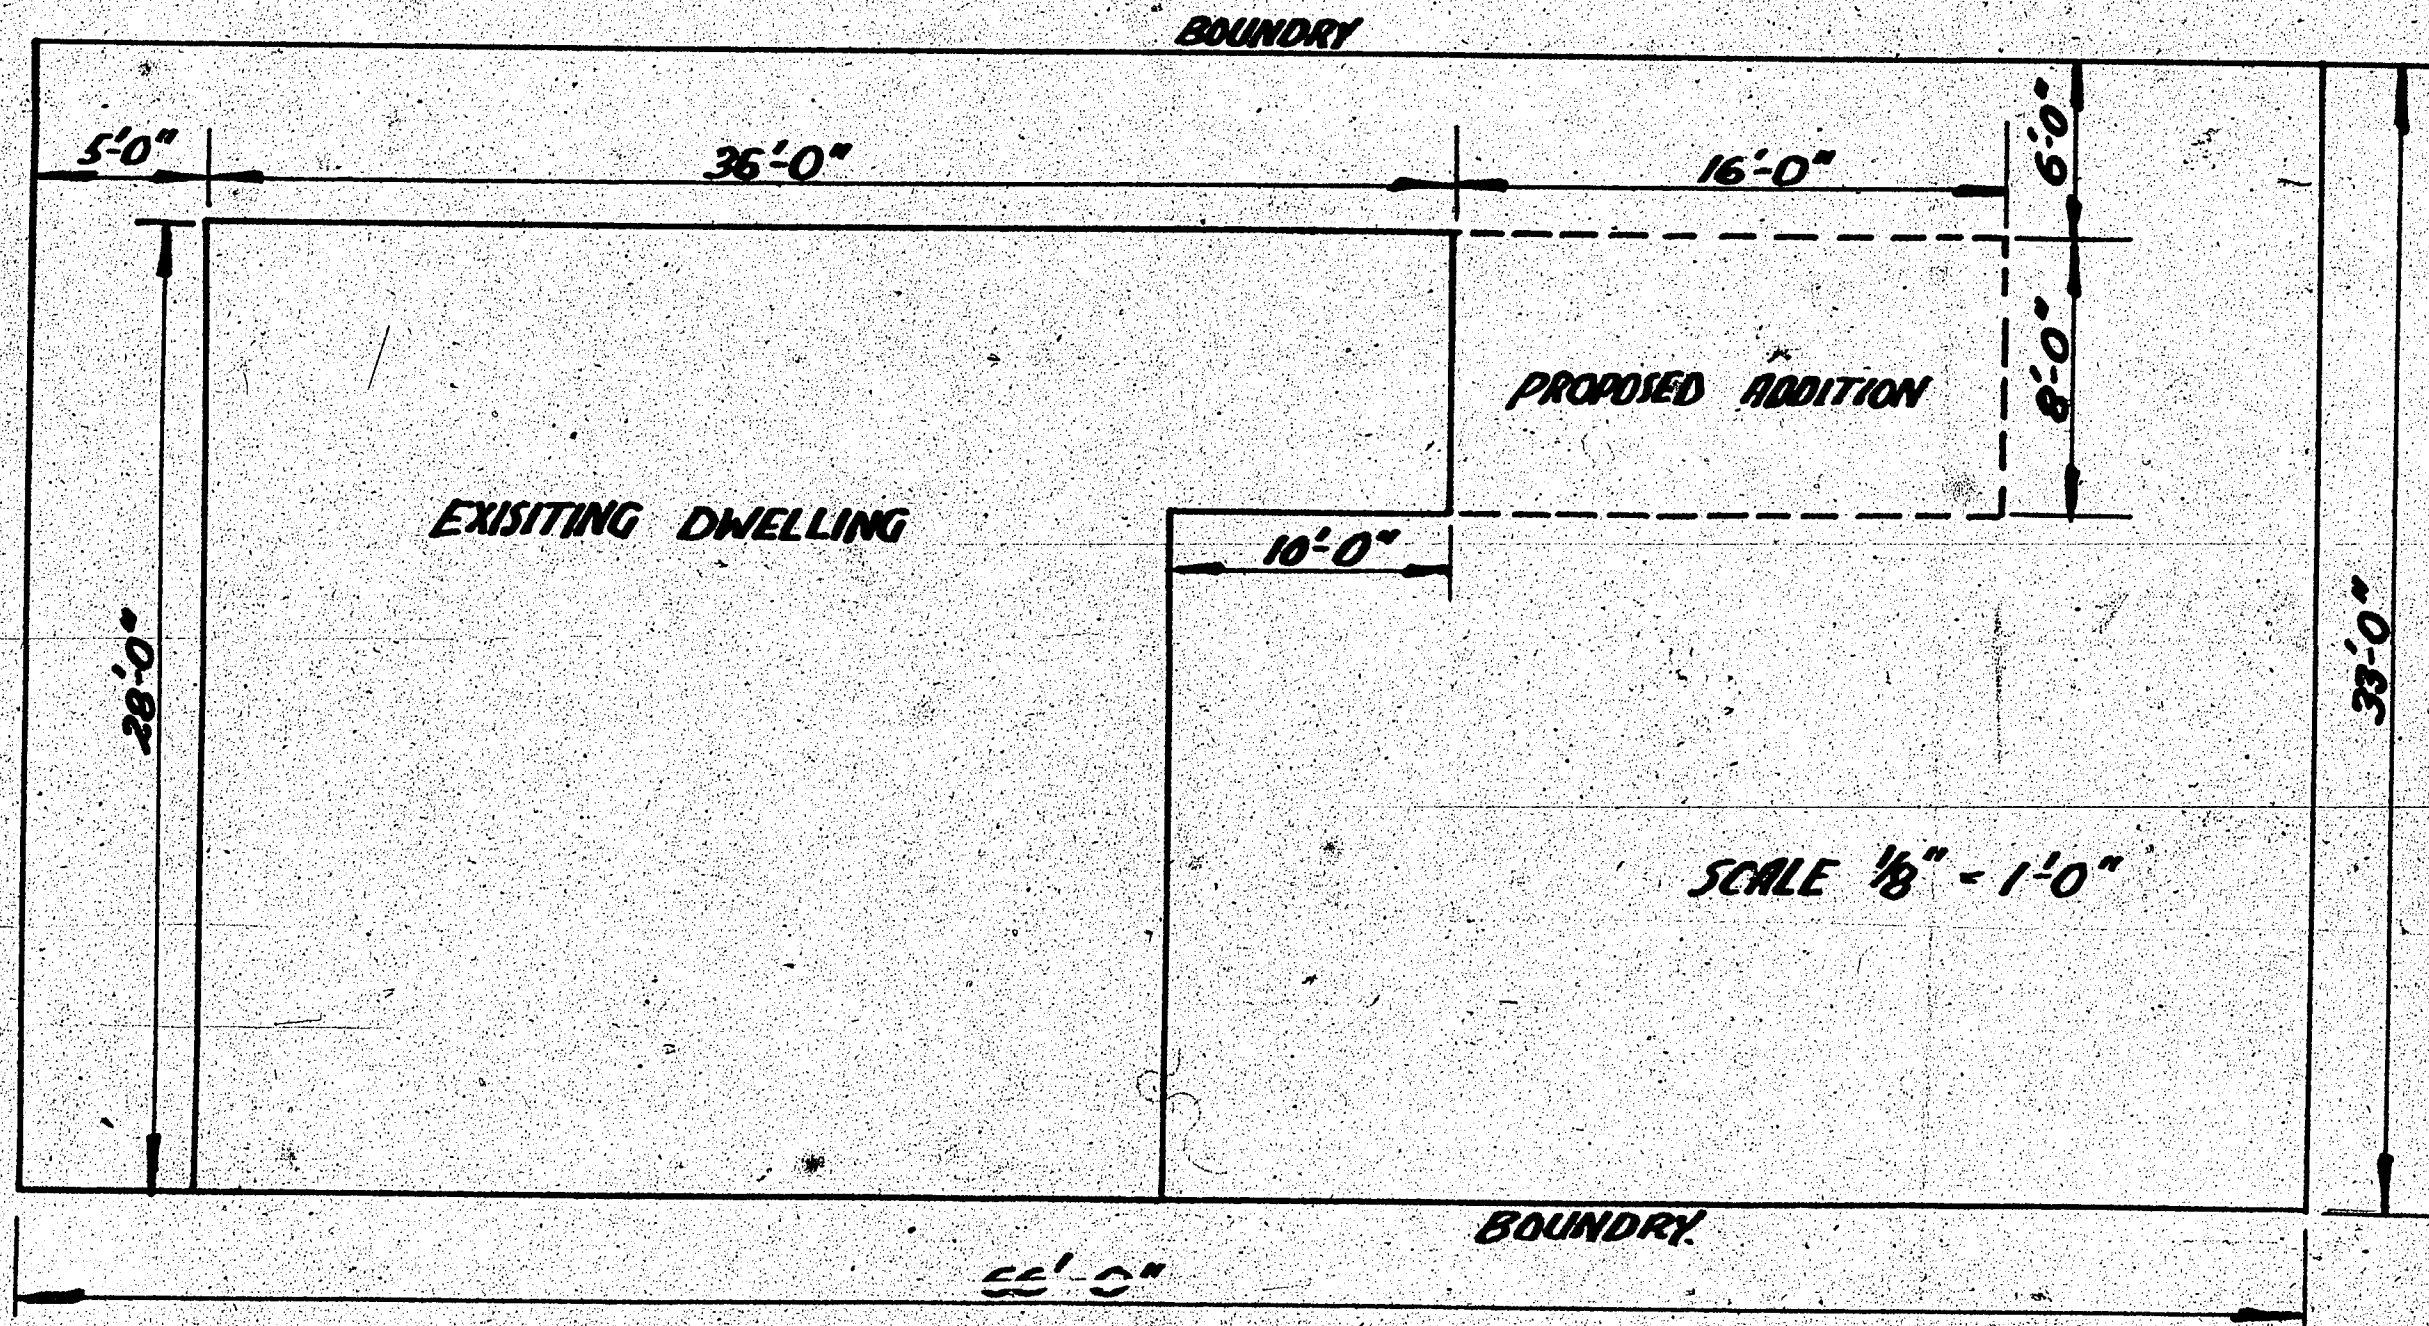 BOUNDRY
5'-0"
36'-0"
16'-0"
6'-0"
8'-0"
PROPOSED ADDITION
EXISITING DWELLING
10'-0"
28'-0"
33'-0"
SCALE 1/8" = 1'-0"
BOUNDRY.